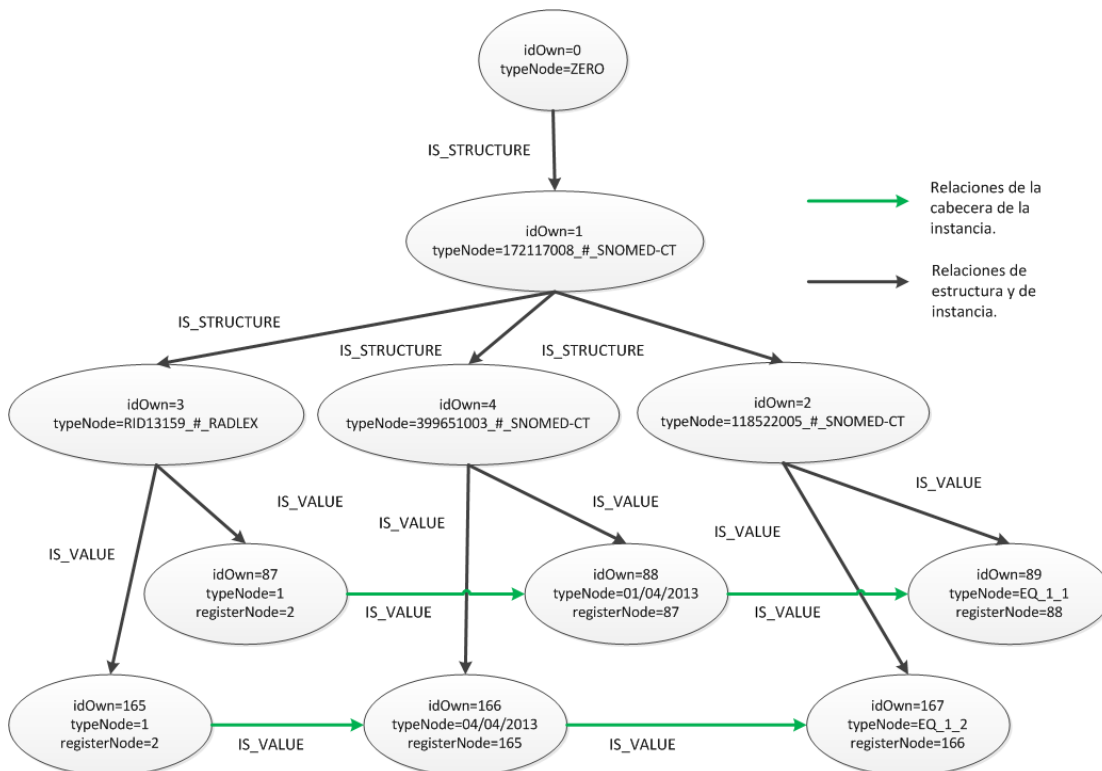 idOwn=0
typeNode=ZERO
IS_STRUCTURE
Relaciones de la
cabecera de la
instancia.
idOwn=1
typeNode=172117008_#_SNOMED-CT
Relaciones de
estructura y de
instancia.
IS_STRUCTURE
IS_STRUCTURE
IS_STRUCTURE
idOwn=3
typeNode=RID13159_#_RADLEX
idOwn=4
typeNode=399651003_#_SNOMED-CT
idOwn=2
typeNode=118522005_#_SNOMED-CT
IS_VALUE
IS_VALUE
IS_VALUE
IS_VALUE
IS_VALUE
IS_VALUE
idOwn=87
typeNode=1
registerNode=2
IS_VALUE
idOwn=88
typeNode=01/04/2013
registerNode=87
IS_VALUE
idOwn=89
typeNode=EQ_1_1
registerNode=88
idOwn=165
typeNode=1
registerNode=2
IS_VALUE
idOwn=166
typeNode=04/04/2013
registerNode=165
IS_VALUE
idOwn=167
typeNode=EQ_1_2
registerNode=166